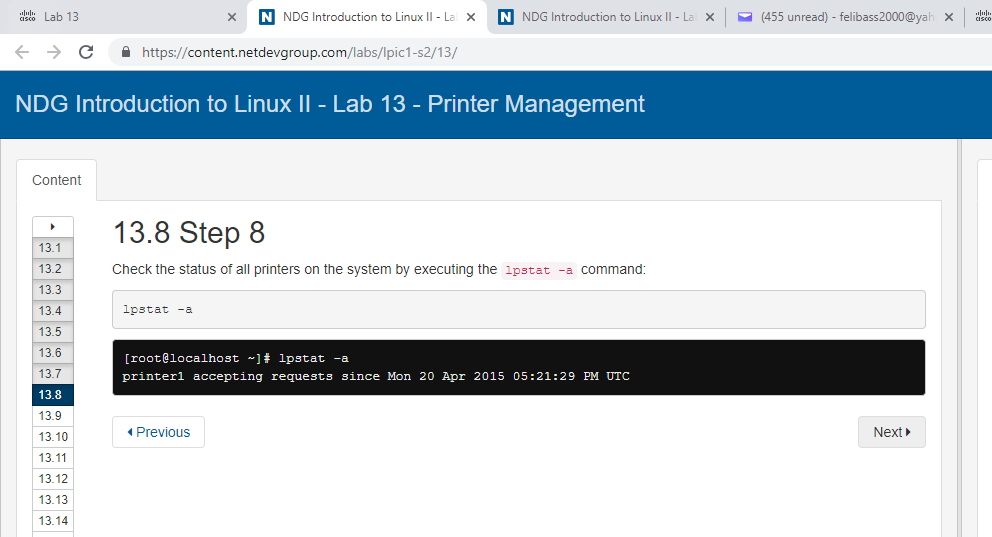 Lab 13
NDG Introduction to Linux II - La
NDG Introduction to Linux II - La
(455 unread) - felibass2000@yah
https://content.netdevgroup.com/labs/lpic1-s2/13/
NDG Introduction to Linux II - Lab 13 - Printer Management
Content
13.1
13.2
13.3
13.4
13.5
13.6
13.7
13.8
13.9
13.10
13.11
13.12
13.13
13.14
13.8 Step 8
Check the status of all printers on the system by executing the lpstat -a command:
lpstat -a
[root@localhost ~]# lpstat -a
printer1 accepting requests since Mon 20 Apr 2015 05:21:29 PM UTC
Previous
Next